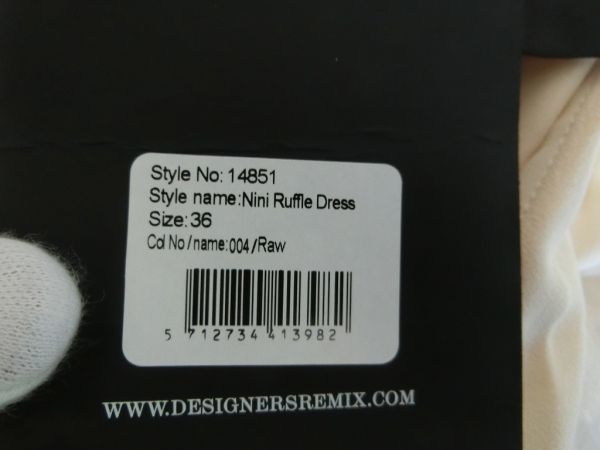 Style No: 14851
Style name:Nini Ruffle Dress
Size:36
Col No/name:004/Raw
5 712734 413982
WWW.DESIGNERSREMIX.COM